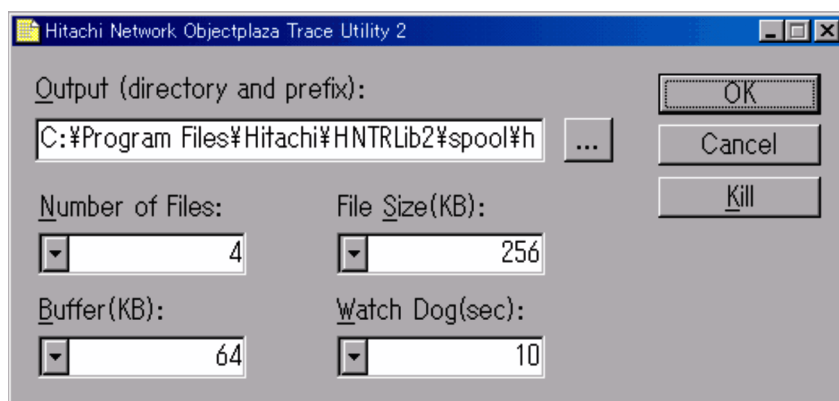 Hitachi Network Objectplaza Trace Utility 2
Output (directory and prefix):
C:¥Program Files¥Hitachi¥HNTRLib2¥spool¥h
...
OK
Cancel
Kill
Number of Files:
File Size(KB):
4
256
Buffer(KB):
Watch Dog(sec):
64
10